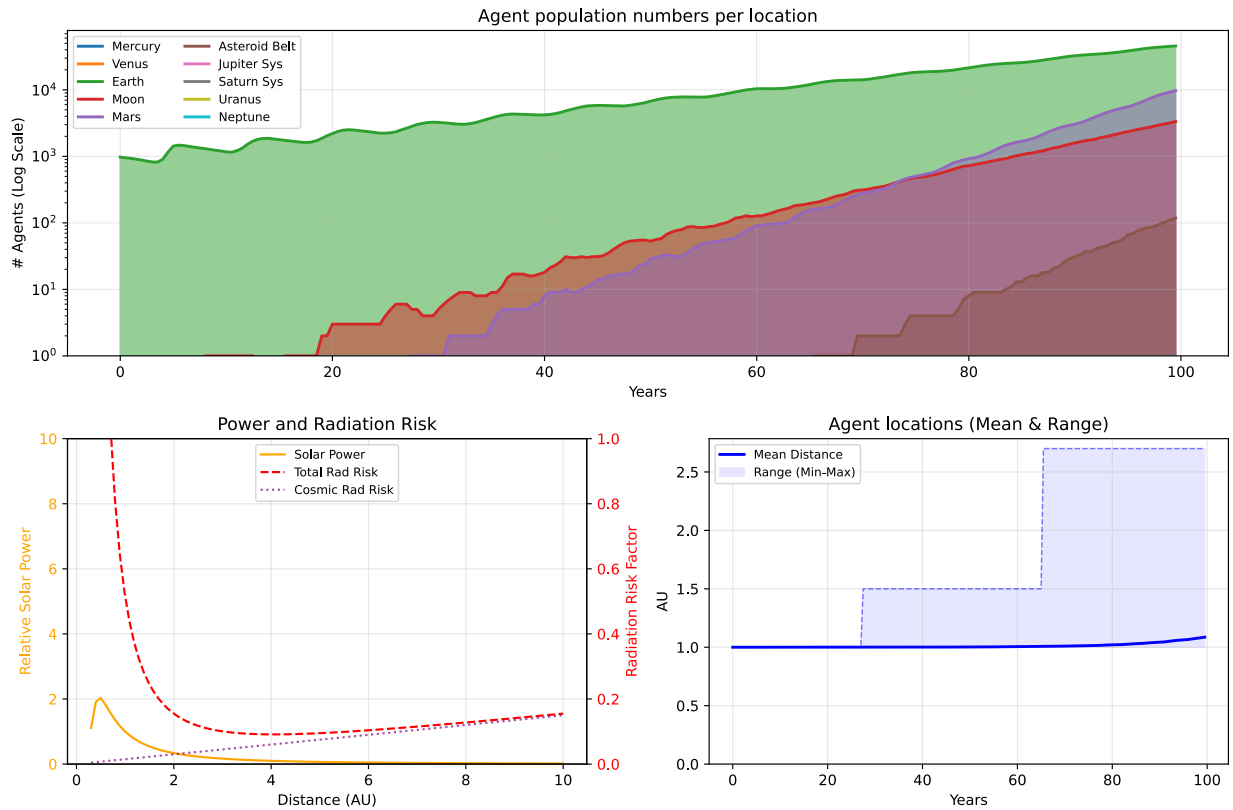 Agent population numbers per location
# Agents (Log Scale)
10⁴
10³
10²
10¹
10⁰
Mercury
Venus
Earth
Moon
Mars
Asteroid Belt
Jupiter Sys
Saturn Sys
Uranus
Neptune
0 20 40 60 80 100
Years
Power and Radiation Risk
Relative Solar Power
10
8
6
4
2
0
Solar Power
Total Rad Risk
Cosmic Rad Risk
1.0
0.8
0.6
0.4
0.2
0.0
Radiation Risk Factor
0 2 4 6 8 10
Distance (AU)
Agent locations (Mean & Range)
AU
2.5
2.0
1.5
1.0
0.5
0.0
Mean Distance
Range (Min-Max)
0 20 40 60 80 100
Years